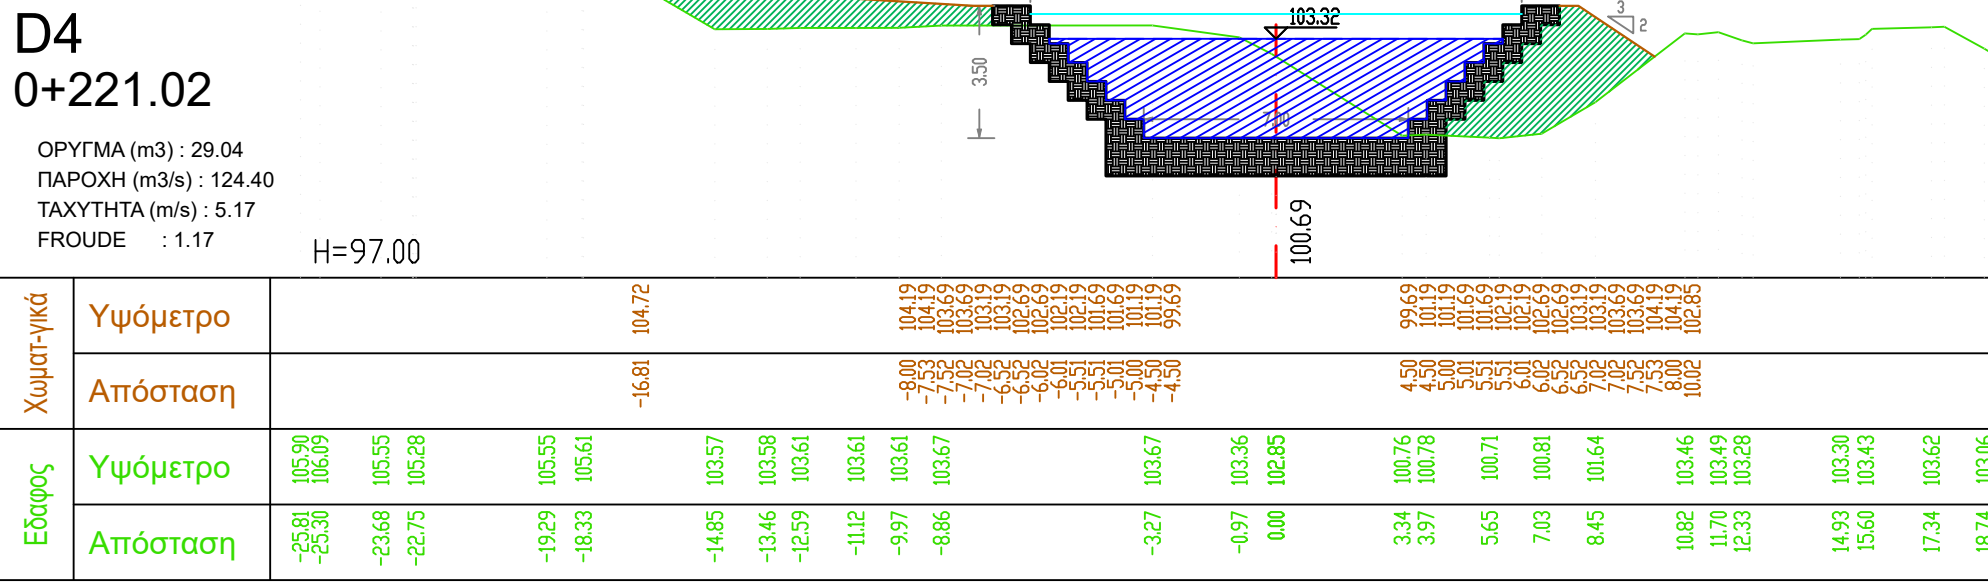 D4
0+221.02
ΟΡΥΓΜΑ (m3) : 29.04
ΠΑΡΟΧΗ (m3/s) : 124.40
ΤΑΧΥΤΗΤΑ (m/s) : 5.17
FROUDE : 1.17
H=97.00
103.32
3.50
3
2
100.69
Χωματ-γικά
Υψόμετρο
104.72 104.19 104.19 103.69 103.69 103.19 103.19 102.69 102.69 102.19 102.19 101.69 101.69 101.19 101.19 99.69 99.69 101.19 101.19 101.69 101.69 102.19 102.19 102.69 102.69 103.19 103.19 103.69 103.69 104.19 104.19 102.85
Απόσταση
-16.81 -8.00 -7.53 -7.52 -7.02 -7.02 -6.52 -6.52 -6.02 -6.01 -5.51 -5.51 -5.01 -5.00 -4.50 -4.50 4.50 4.50 5.00 5.01 5.51 5.51 6.01 6.02 6.52 6.52 7.02 7.02 7.52 7.53 8.00 10.02
Εδαφος
Υψόμετρο
105.90 106.09 105.55 105.28 105.55 105.61 103.57 103.58 103.61 103.61 103.61 103.67 103.67 103.36 102.85 100.76 100.78 100.71 100.81 101.64 103.46 103.49 103.28 103.30 103.43 103.62 103.06
Απόσταση
-25.81 -25.30 -23.68 -22.75 -19.29 -18.33 -14.85 -13.46 -12.59 -11.12 -9.97 -8.86 -3.27 -0.97 0.00 3.34 3.97 5.65 7.03 8.45 10.82 11.70 12.33 14.93 15.60 17.34 18.74